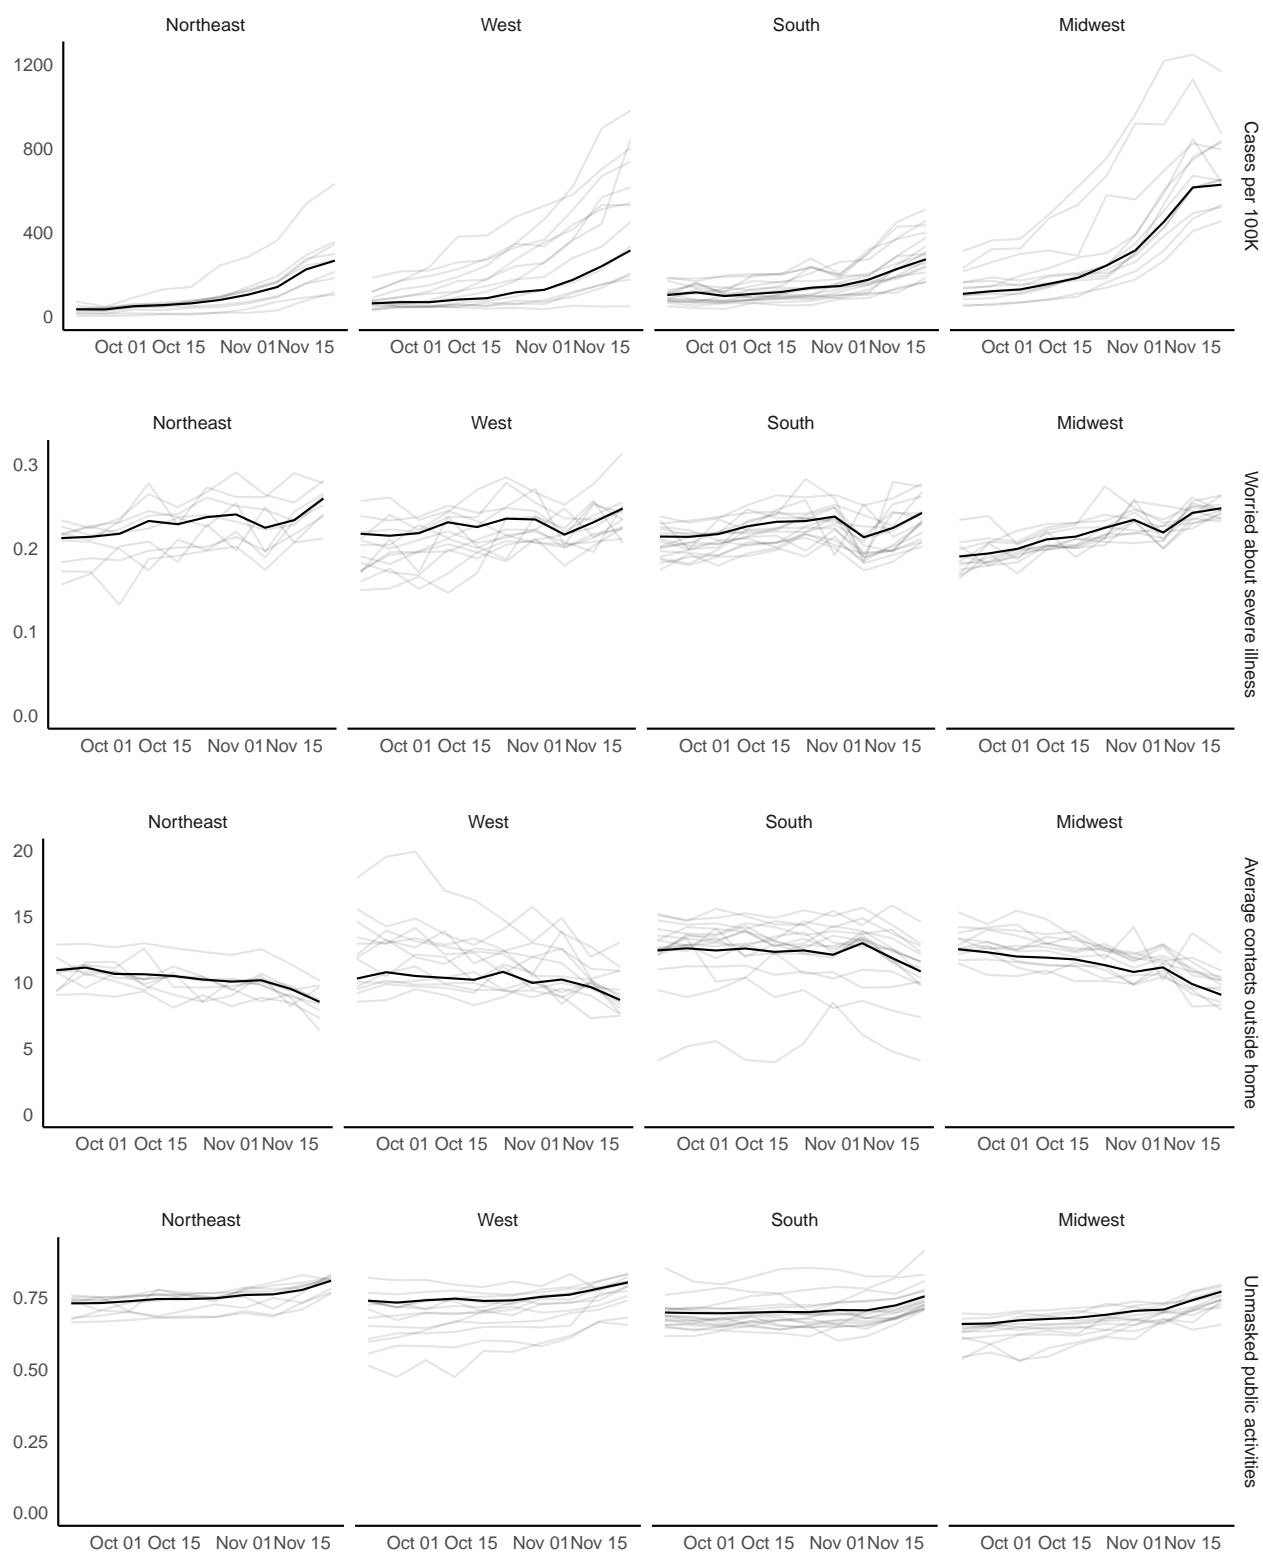 Northeast West South Midwest
1200
800
400
0
Cases per 100K
Oct 01 Oct 15 Nov 01 Nov 15 Oct 01 Oct 15 Nov 01 Nov 15 Oct 01 Oct 15 Nov 01 Nov 15 Oct 01 Oct 15 Nov 01 Nov 15
Northeast West South Midwest
0.3
0.2
0.1
0.0
Worried about severe illness
Oct 01 Oct 15 Nov 01 Nov 15 Oct 01 Oct 15 Nov 01 Nov 15 Oct 01 Oct 15 Nov 01 Nov 15 Oct 01 Oct 15 Nov 01 Nov 15
Northeast West South Midwest
20
15
10
5
0
Average contacts outside home
Oct 01 Oct 15 Nov 01 Nov 15 Oct 01 Oct 15 Nov 01 Nov 15 Oct 01 Oct 15 Nov 01 Nov 15 Oct 01 Oct 15 Nov 01 Nov 15
Northeast West South Midwest
0.75
0.50
0.25
0.00
Unmasked public activities
Oct 01 Oct 15 Nov 01 Nov 15 Oct 01 Oct 15 Nov 01 Nov 15 Oct 01 Oct 15 Nov 01 Nov 15 Oct 01 Oct 15 Nov 01 Nov 15